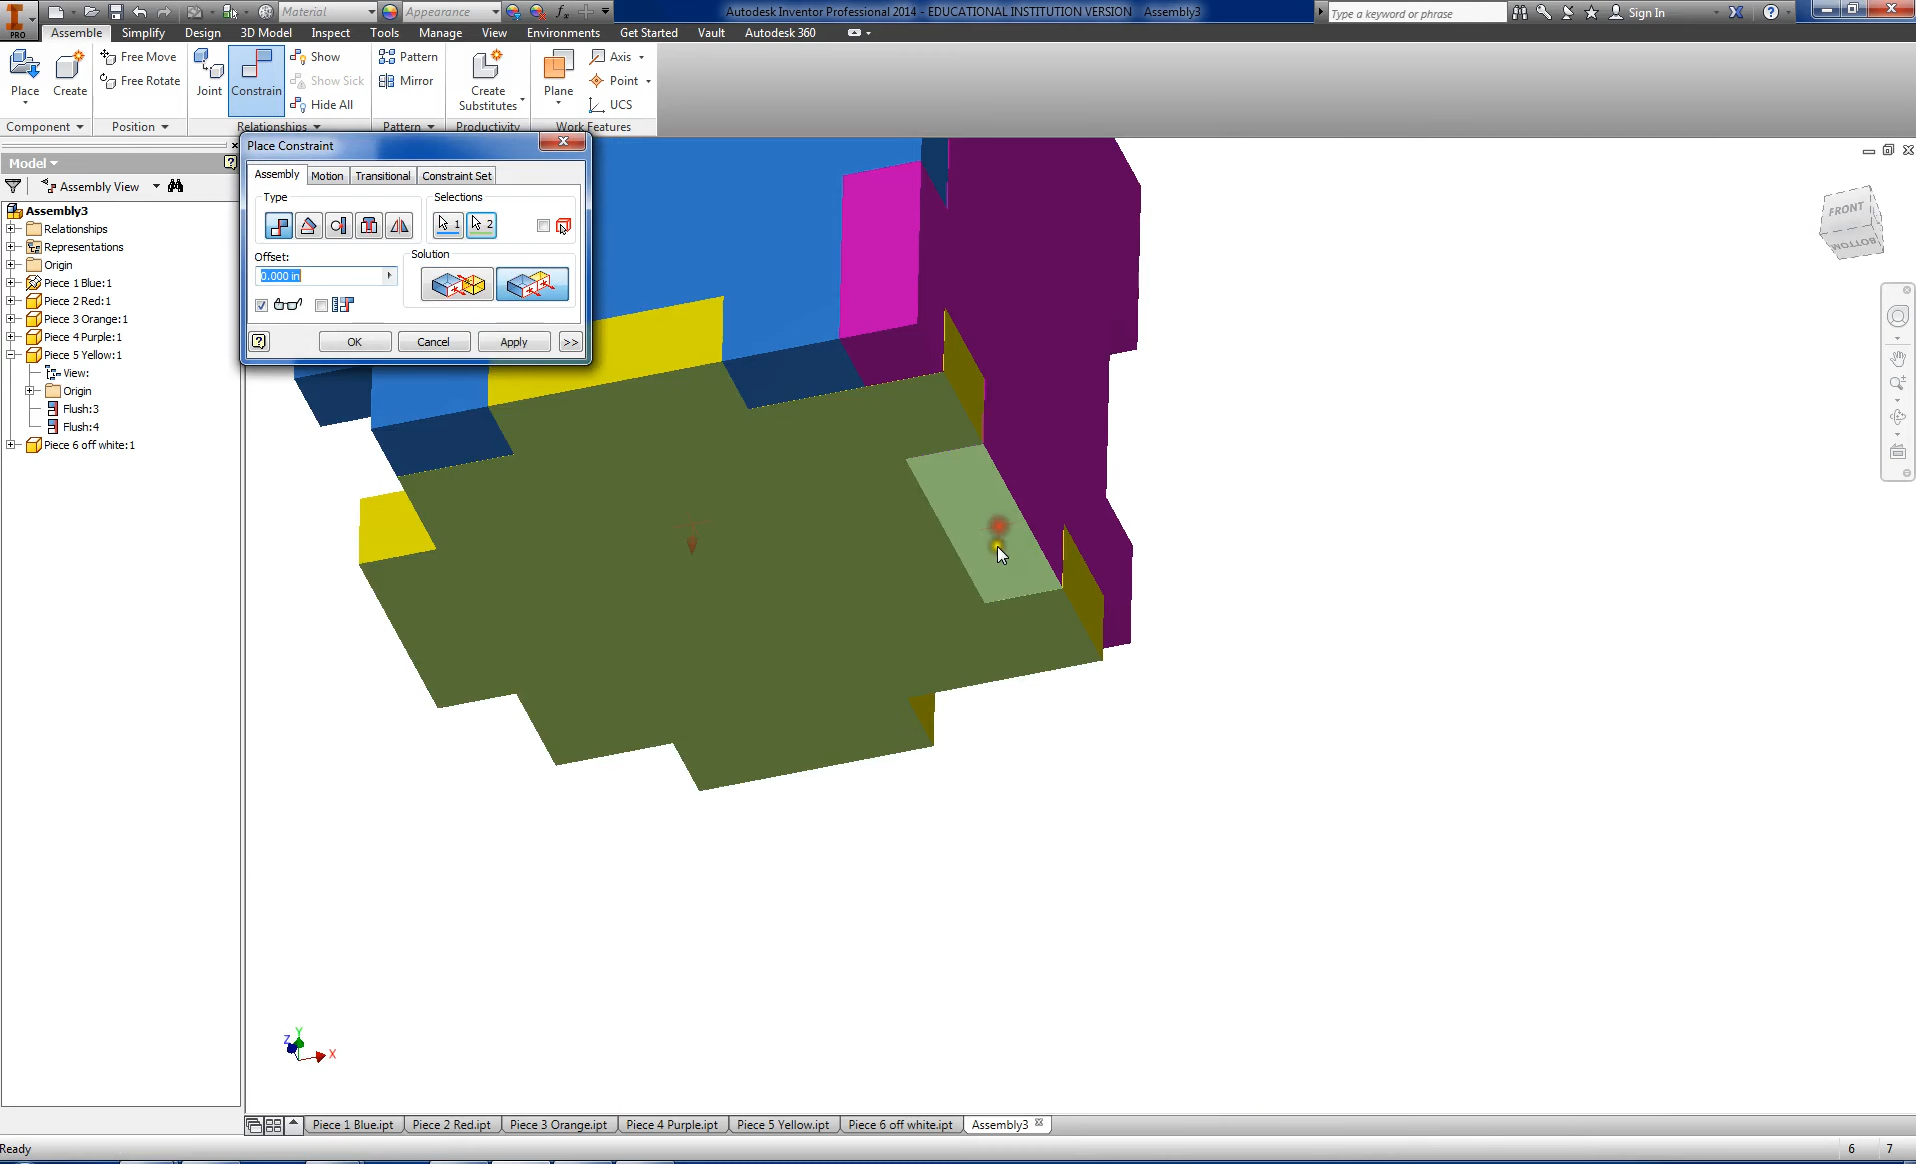 Material
Appearance
Autodesk Inventor Professional 2014 - EDUCATIONAL INSTITUTION VERSION Assembly3
Type a keyword or phrase
Sign In
PRO
Assemble Simplify Design 3D Model Inspect Tools Manage View Environments Get Started Vault Autodesk 360
Place
Create
Free Move
Free Rotate
Joint
Constrain
Show
Show Sick
Hide All
Pattern
Mirror
Create
Substitutes
Plane
Axis
Point
UCS
Component
Position
Relationships
Pattern
Productivity
Work Features
Model
Assembly View
Assembly3
Relationships
Representations
Origin
Piece 1 Blue:1
Piece 2 Red:1
Piece 3 Orange:1
Piece 4 Purple:1
Piece 5 Yellow:1
View:
Origin
Flush:3
Flush:4
Piece 6 off white:1
Place Constraint
Assembly Motion Transitional Constraint Set
Type
Selections
1 2
Offset:
0.000 in
Solution
OK Cancel Apply >>
FRONT
BOTTOM
Y
Z
X
Piece 1 Blue.ipt Piece 2 Red.ipt Piece 3 Orange.ipt Piece 4 Purple.ipt Piece 5 Yellow.ipt Piece 6 off white.ipt Assembly3
Ready
6 7